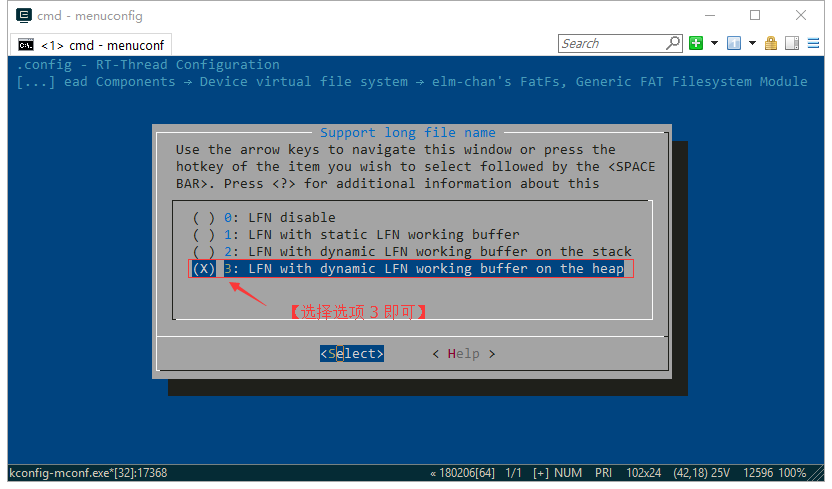 cmd - menuconfig
<1> cmd - menuconf
Search
.config - RT-Thread Configuration
[...] ead Components → Device virtual file system → elm-chan's FatFs, Generic FAT Filesystem Module
Support long file name
Use the arrow keys to navigate this window or press the
hotkey of the item you wish to select followed by the <SPACE
BAR>. Press <?> for additional information about this
( ) 0: LFN disable
( ) 1: LFN with static LFN working buffer
( ) 2: LFN with dynamic LFN working buffer on the stack
(X) 3: LFN with dynamic LFN working buffer on the heap
【选择选项 3 即可】
<Select> < Help >
kconfig-mconf.exe*[32]:17368 « 180206[64] 1/1 [+] NUM PRI 102x24 (42,18) 25V 12596 100%